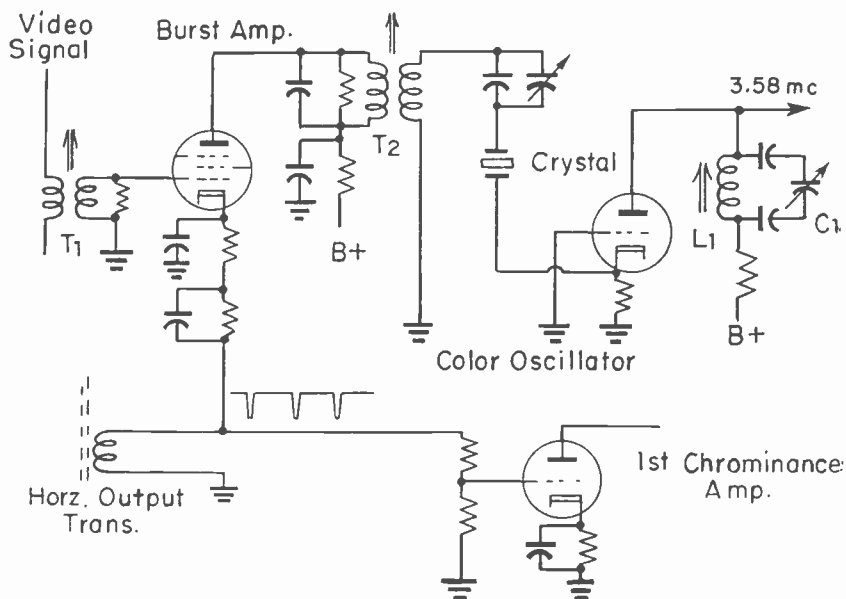 Video
Signal
Burst Amp.
T1
T2
B+
Crystal
3.58 mc
L1
C1
B+
Color Oscillator
Horz. Output
Trans.
1st Chrominance
Amp.